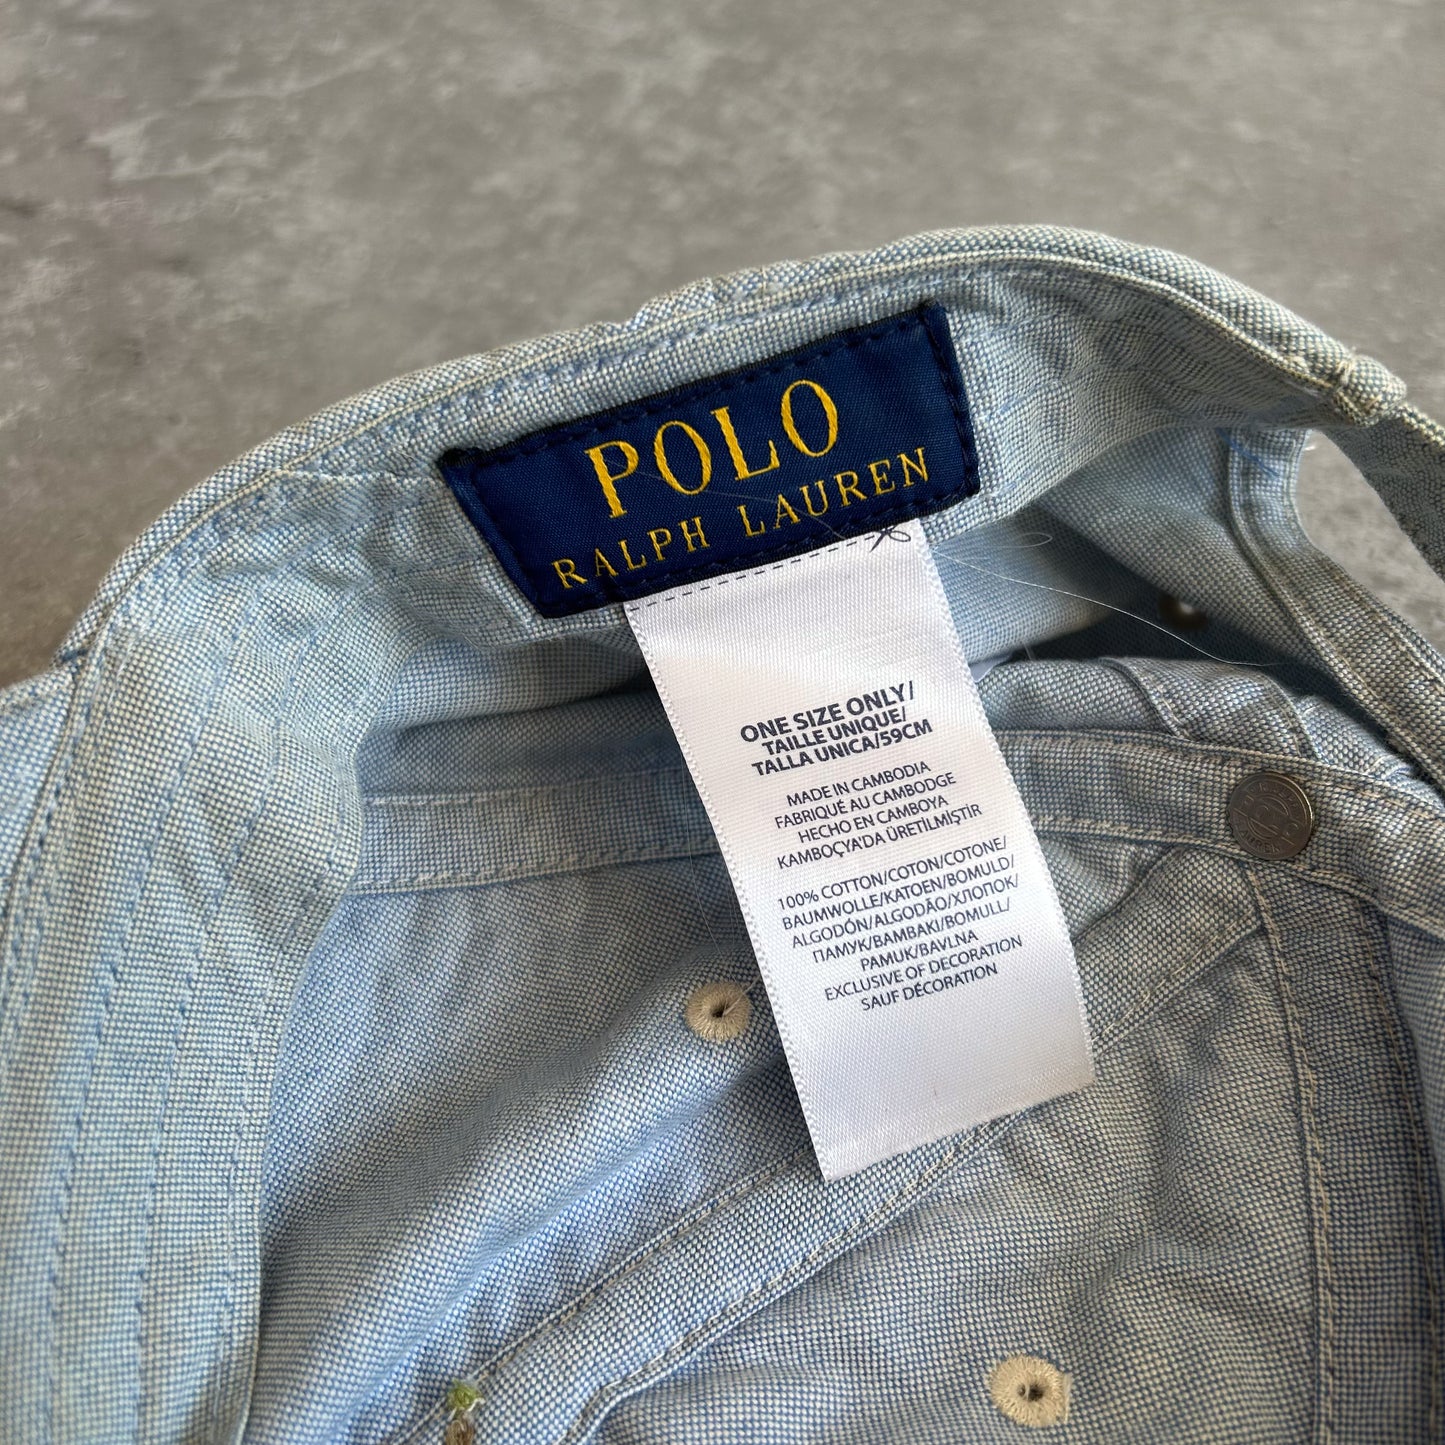 POLO
RALPH LAUREN
ONE SIZE ONLY/
TAILLE UNIQUE/
TALLA UNICA/59CM
MADE IN CAMBODIA
FABRIQUÉ AU CAMBODGE
HECHO EN CAMBOYA
KAMBOÇYA'DA ÜRETILMIŞTIR
100% COTTON/COTON/COTONE/
BAUMWOLLE/KATOEN/BOMULD/
ALGODÓN/ALGODÃO/ХЛОПОК/
ПАМУК/BAMBAKI/BOMULL/
PAMUK/BAVLNA
EXCLUSIVE OF DECORATION
SAUF DÉCORATION
LAUREN